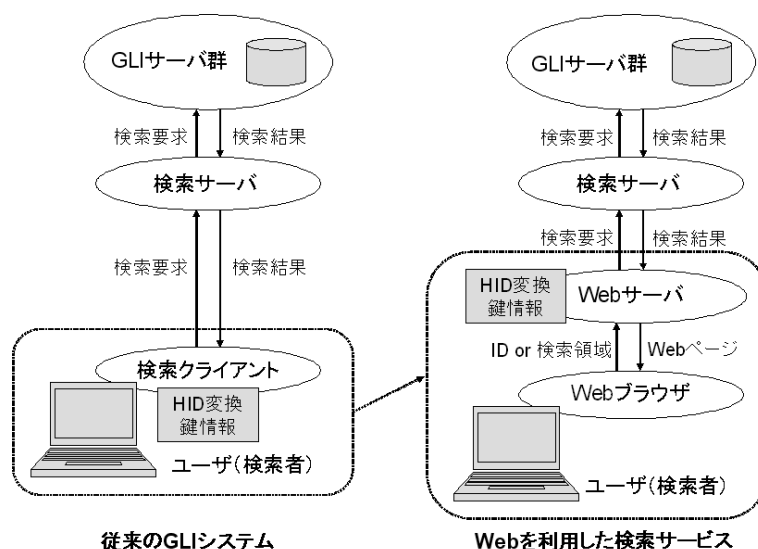 GLIサーバ群
検索要求
検索結果
検索サーバ
検索要求
検索結果
検索クライアント
HID変換
鍵情報
ユーザ(検索者)
従来のGLIシステム
GLIサーバ群
検索要求
検索結果
検索サーバ
検索要求
検索結果
HID変換
鍵情報
Webサーバ
ID or 検索領域
Webページ
Webブラウザ
ユーザ(検索者)
Webを利用した検索サービス